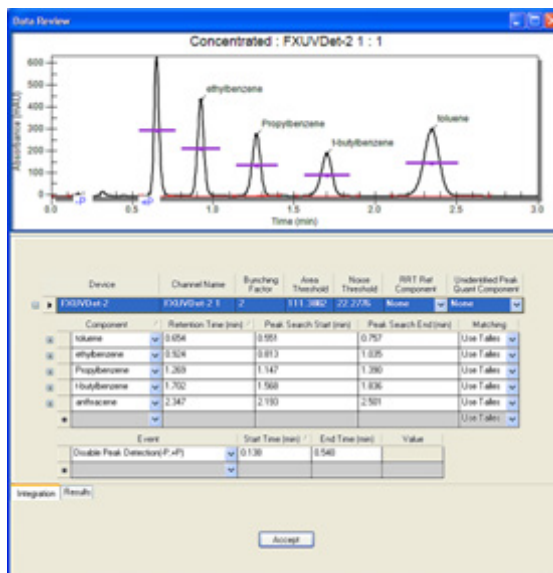 Data Review
Concentrated : FXUVDet-2 1 : 1
600
500
400
300
200
100
0
Absorbance (mAU)
ethylbenzene
Propylbenzene
t-butylbenzene
toluene
-P
+P
0.0 0.5 1.0 1.5 2.0 2.5 3.0
Time (min)
Device Channel Name Bunching Factor Area Threshold Noise Threshold RRT Ref Component Unidentified Peak Quant Component
FXUVDet-2 FXUVDet-2 1 2 111.3882 22.2776 None None
Component Retention Time (min) Peak Search Start (min) Peak Search End (min) Matching
toluene 0.654 0.551 0.757 Use Talles
ethylbenzene 0.924 0.813 1.035 Use Talles
Propylbenzene 1.269 1.147 1.390 Use Talles
t-butylbenzene 1.702 1.568 1.836 Use Talles
anthracene 2.347 2.193 2.501 Use Talles
Use Talles
Event Start Time (min) End Time (min) Value
Disable Peak Detection(-P;+P) 0.138 0.540
Integration Results
Accept